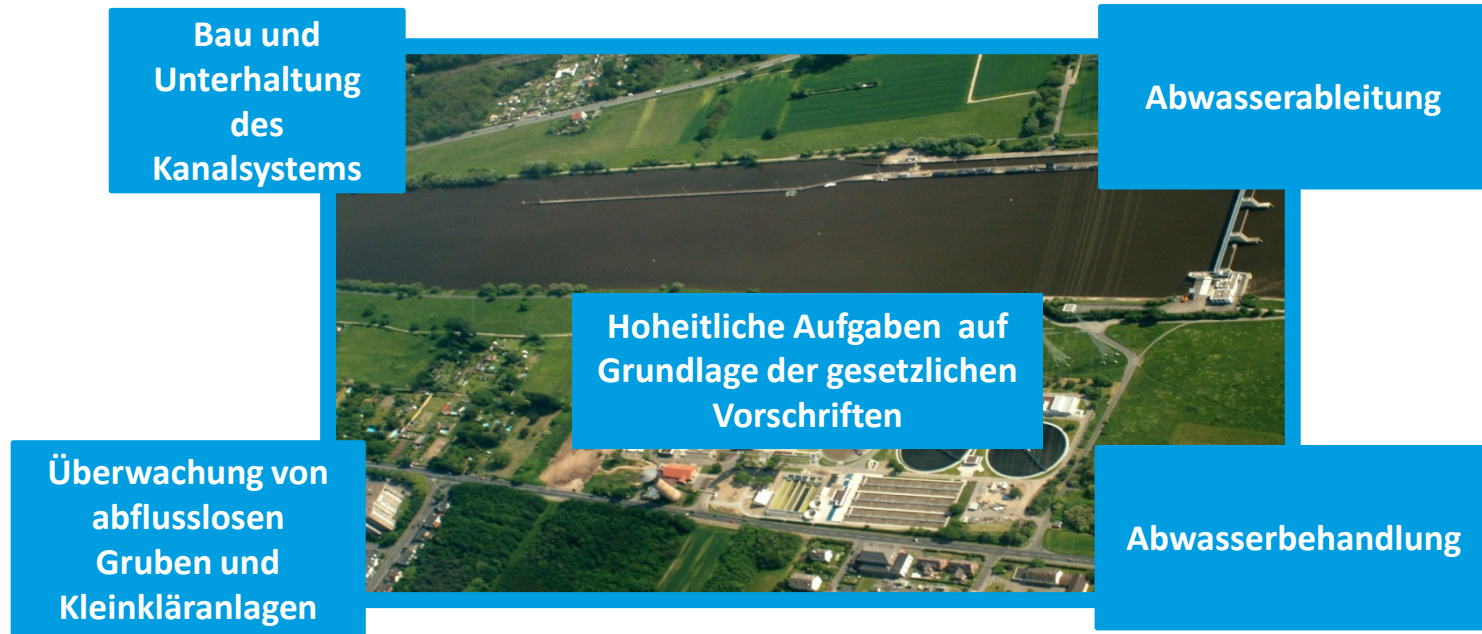 Bau und
Unterhaltung
des
Kanalsystems
Abwasserableitung
Hoheitliche Aufgaben auf
Grundlage der gesetzlichen
Vorschriften
Überwachung von
abflusslosen
Gruben und
Kleinkläranlagen
Abwasserbehandlung